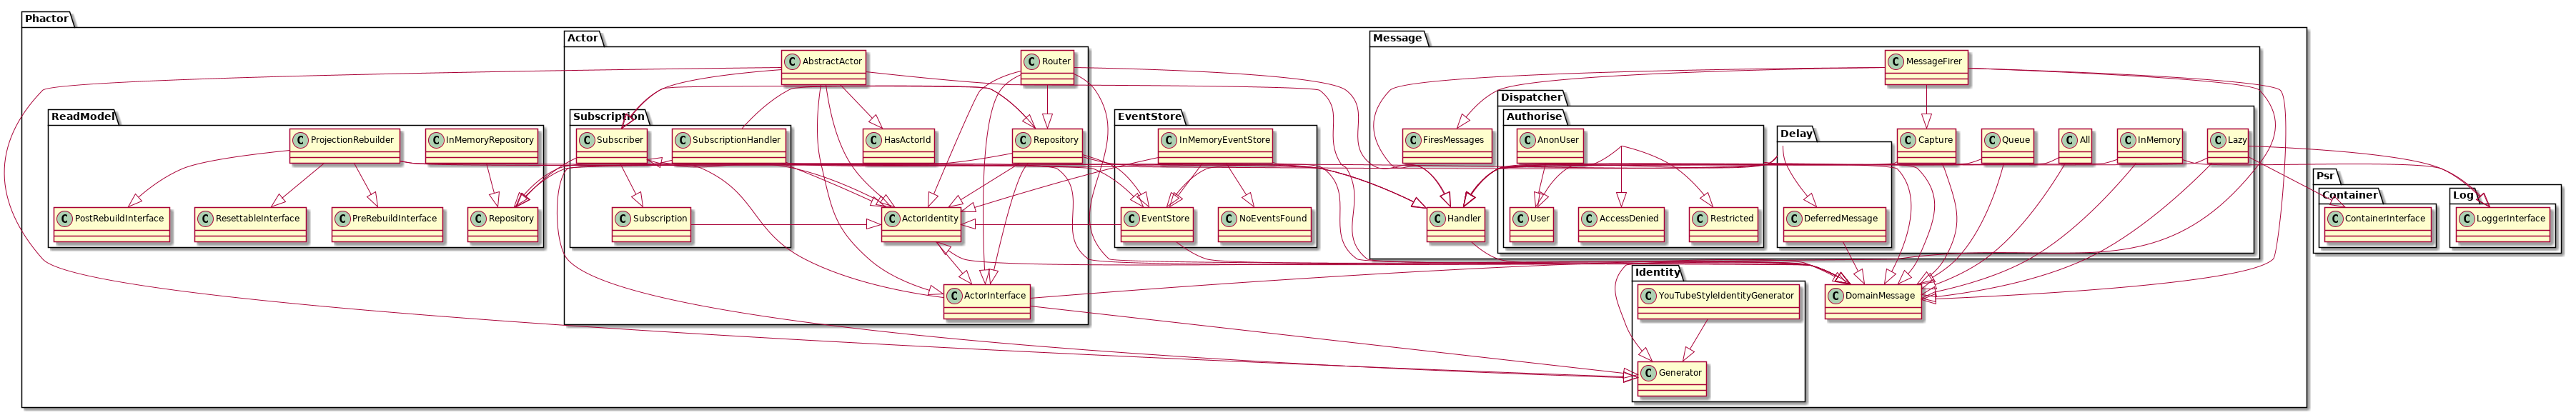 Phactor
Actor
Message
C AbstractActor
C Router
C MessageFirer
Dispatcher
ReadModel
Subscription
EventStore
Authorise
Delay
C ProjectionRebuilder
C InMemoryRepository
C Subscriber
C SubscriptionHandler
C HasActorId
C Repository
C InMemoryEventStore
C FiresMessages
C AnonUser
C Capture
C Queue
C All
C InMemory
C Lazy
Psr
Container
Log
C PostRebuildInterface
C ResettableInterface
C PreRebuildInterface
C Repository
C Subscription
C ActorIdentity
C EventStore
C NoEventsFound
C Handler
C User
C AccessDenied
C Restricted
C DeferredMessage
C ContainerInterface
C LoggerInterface
Identity
C ActorInterface
C YouTubeStyleIdentityGenerator
C DomainMessage
C Generator